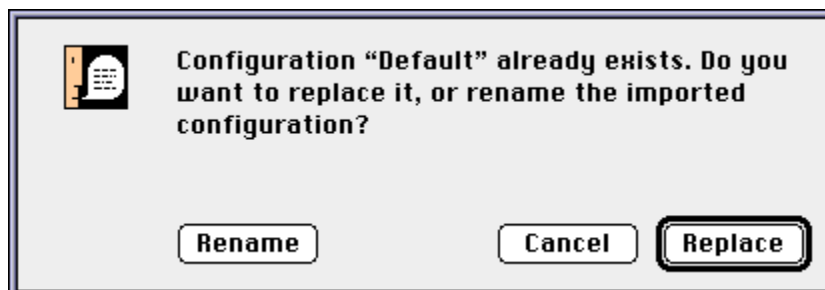 Configuration “Default” already exists. Do you
want to replace it, or rename the imported
configuration?
Rename
Cancel
Replace